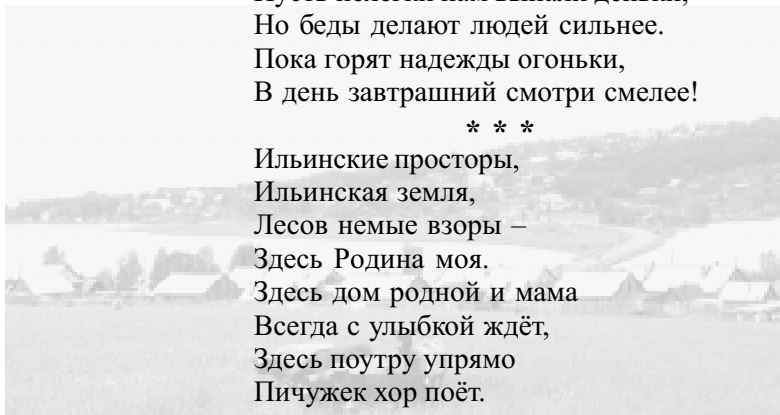 Но беды делают людей сильнее.
Пока горят надежды огоньки,
В день завтрашний смотри смелее!
* * *
Ильинские просторы,
Ильинская земля,
Лесов немые взоры –
Здесь Родина моя.
Здесь дом родной и мама
Всегда с улыбкой ждёт,
Здесь поутру упрямо
Пичужек хор поёт.